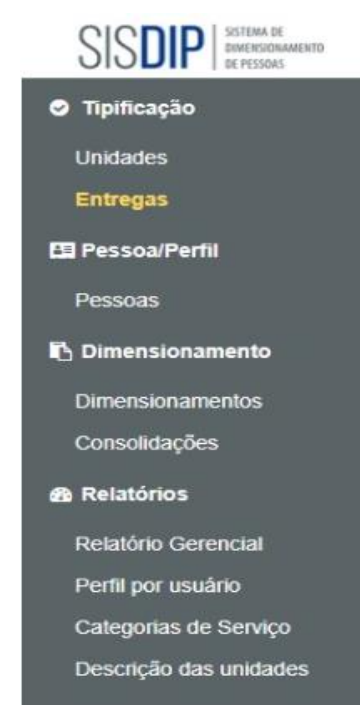 SISDIP
SISTEMA DE
DIMENSIONAMENTO
DE PESSOAS
Tipificação
Unidades
Entregas
Pessoa/Perfil
Pessoas
Dimensionamento
Dimensionamentos
Consolidações
Relatórios
Relatório Gerencial
Perfil por usuário
Categorias de Serviço
Descrição das unidades